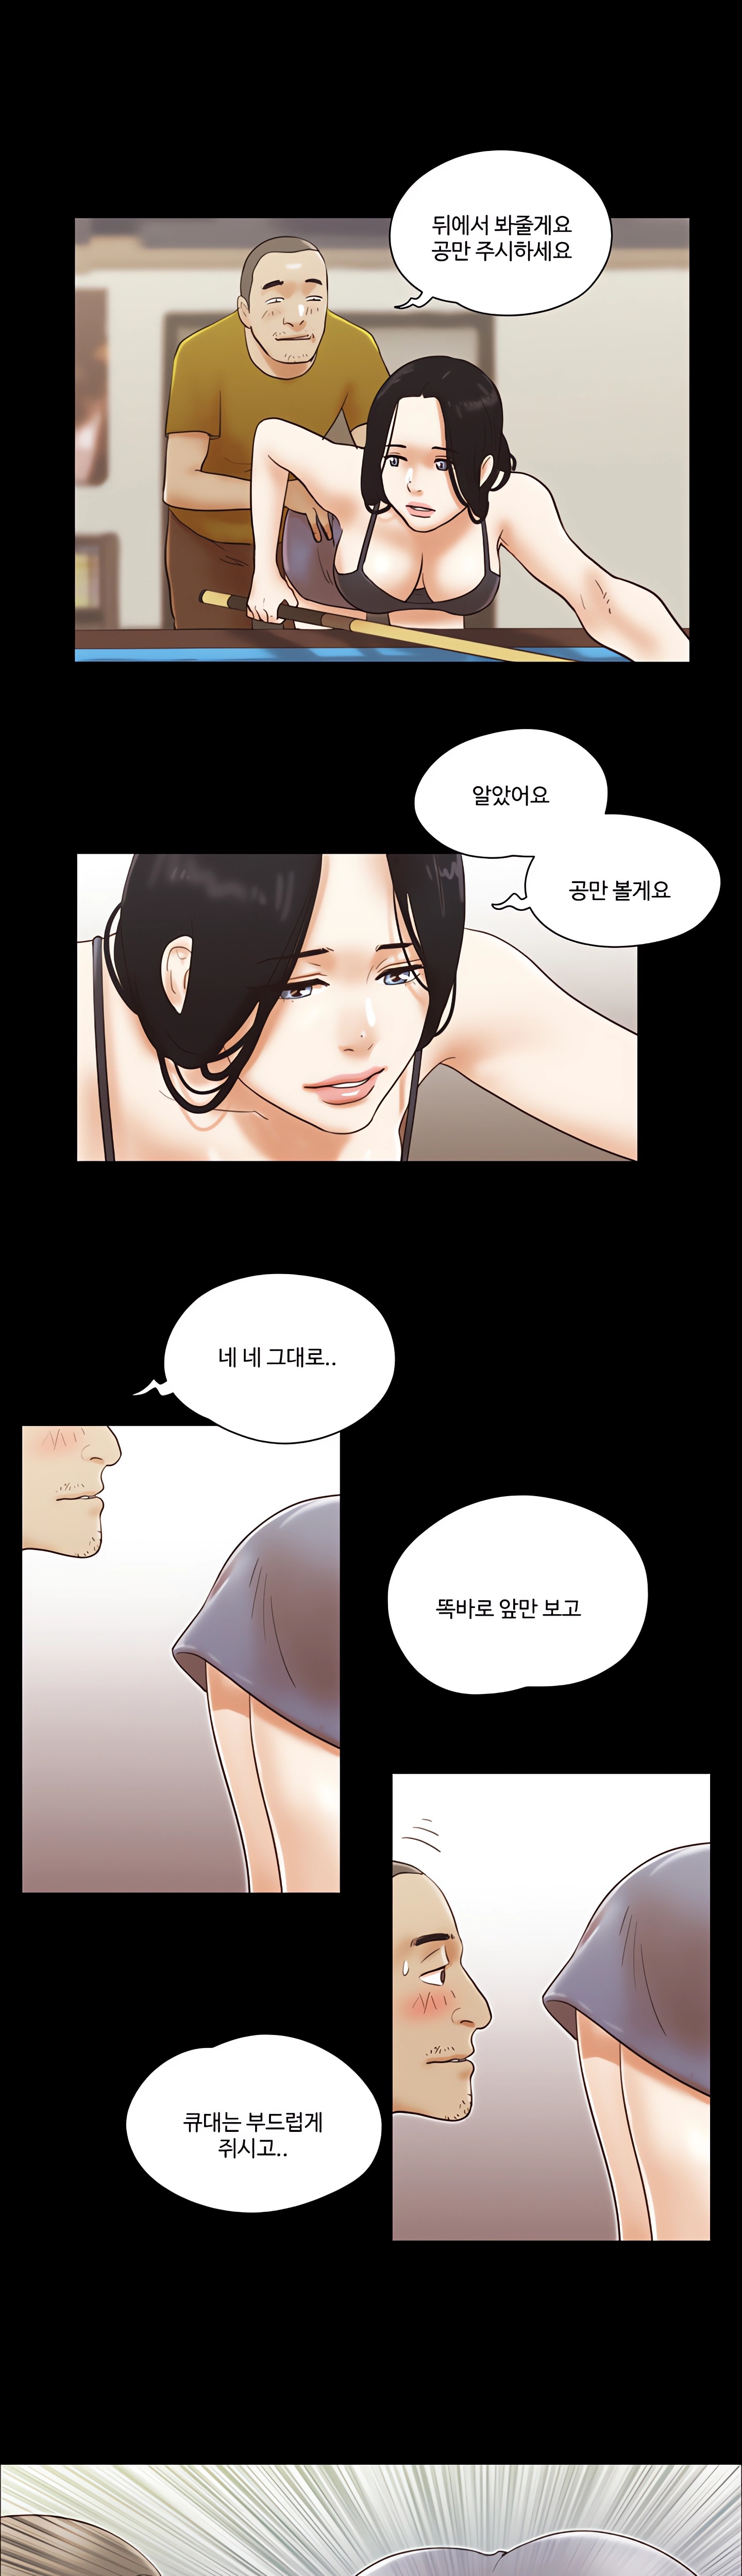 뒤에서 봐줄게요
공만 주시하세요
알았어요
공만 볼게요
네 네 그대로..
똑바로 앞만 보고
큐대는 부드럽게
쥐시고..